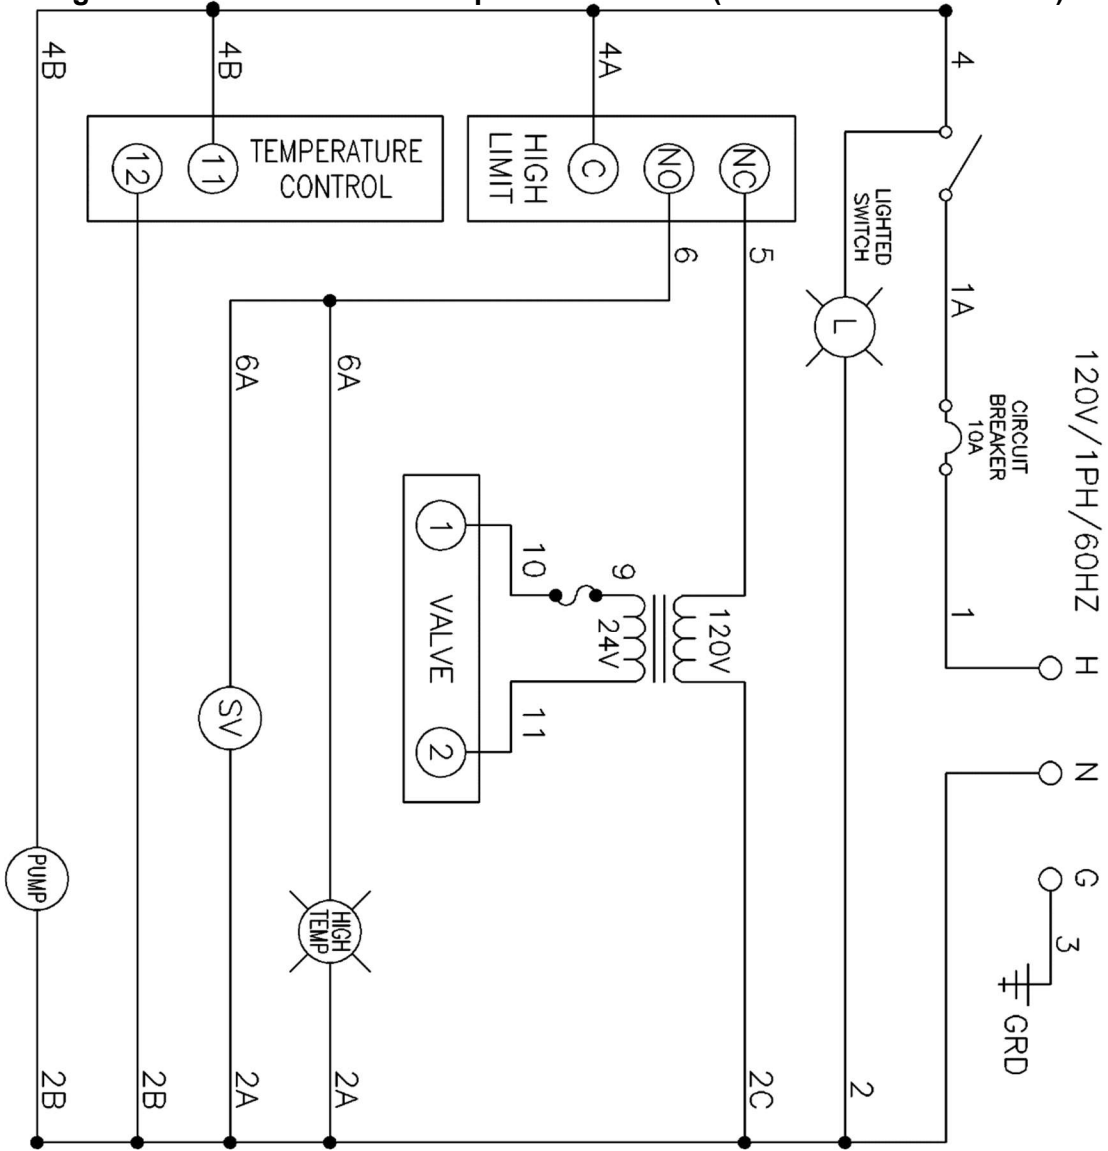 120V/1PH/60HZ
H
N
G
1
3
GRD
CIRCUIT
BREAKER
10A
4
1A
LIGHTED
SWITCH
L
2
4A
HIGH
LIMIT
C
NO
NC
5
6
120V
24V
9
10
11
2C
VALVE
1
2
4B
TEMPERATURE
CONTROL
11
12
6A
6A
HIGH
TEMP
SV
2A
2A
2B
4B
PUMP
2B